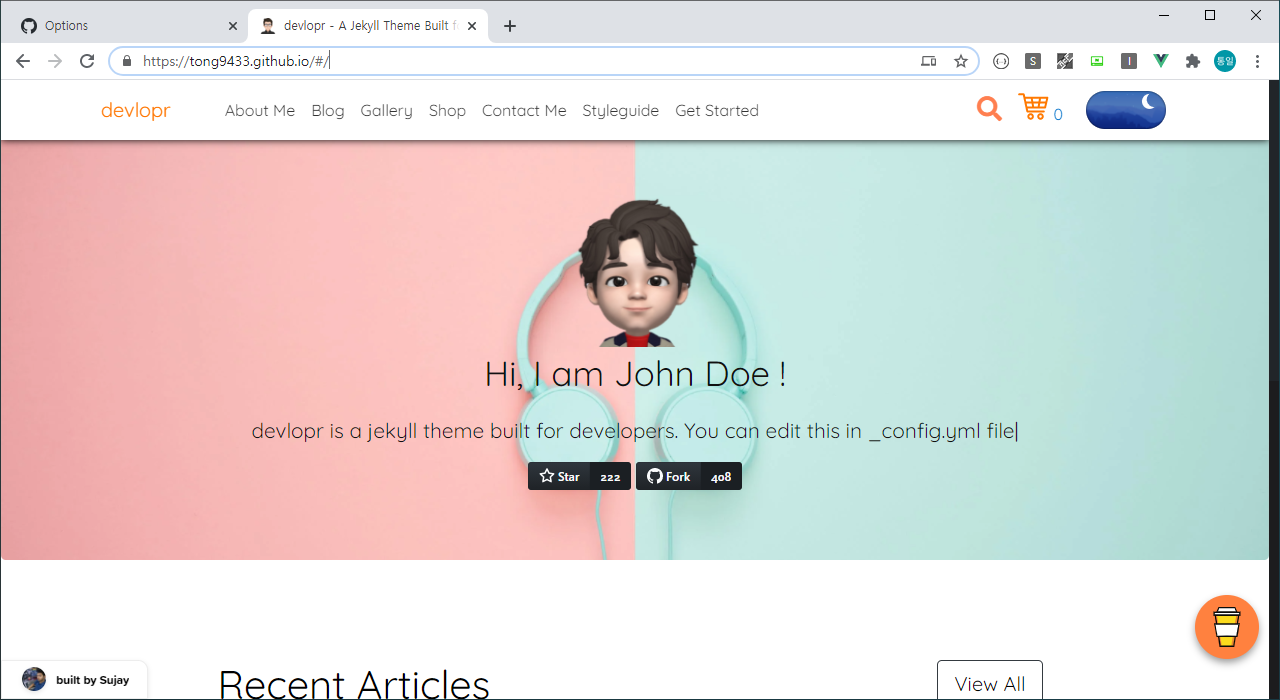 Options
devlopr - A Jekyll Theme Built f
https://tong9433.github.io/#/
S
I
통일
devlopr
About Me Blog Gallery Shop Contact Me Styleguide Get Started
0
Hi, I am John Doe !
devlopr is a jekyll theme built for developers. You can edit this in _config.yml file|
Star 222 Fork 408
built by Sujay
Recent Articles
View All